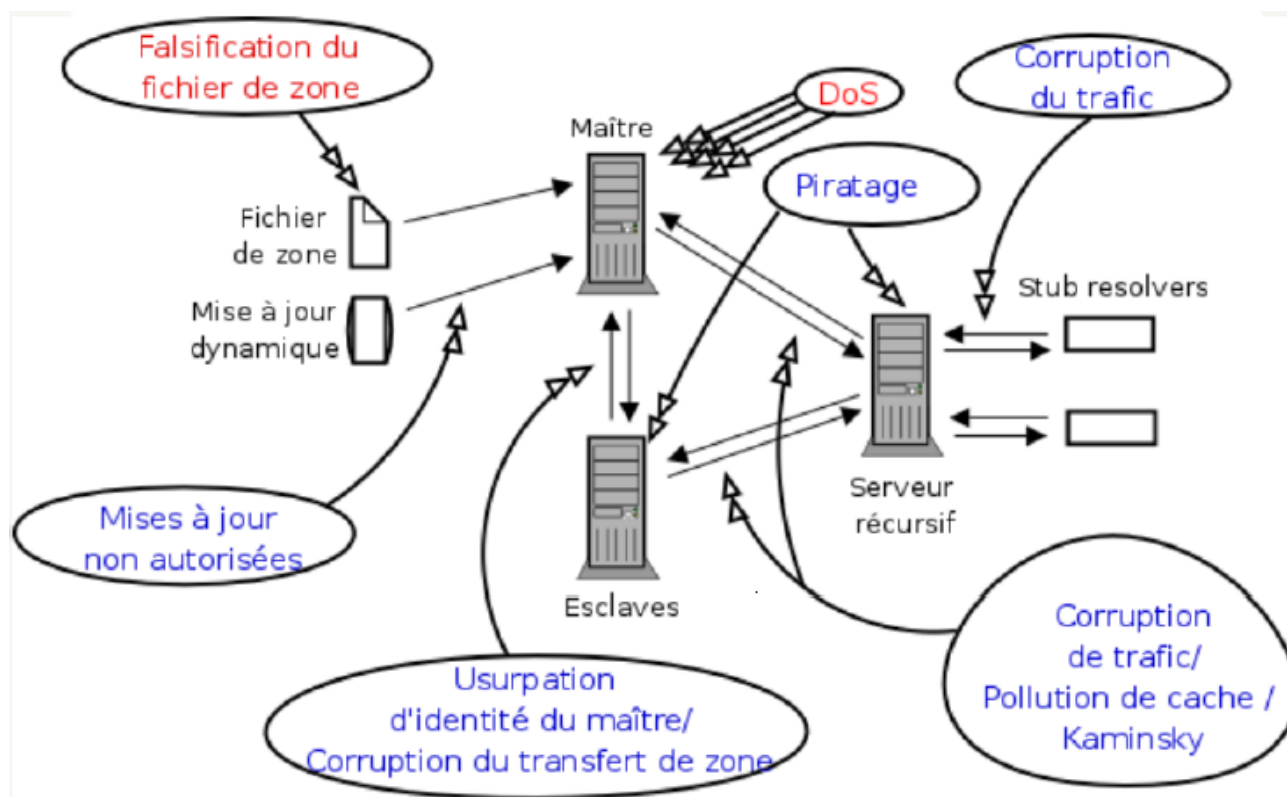 Falsification du
fichier de zone
DoS
Corruption
du trafic
Maître
Piratage
Fichier
de zone
Stub resolvers
Mise à jour
dynamique
Serveur
récursif
Mises à jour
non autorisées
Esclaves
Usurpation
d'identité du maître/
Corruption du transfert de zone
Corruption
de trafic/
Pollution de cache /
Kaminsky